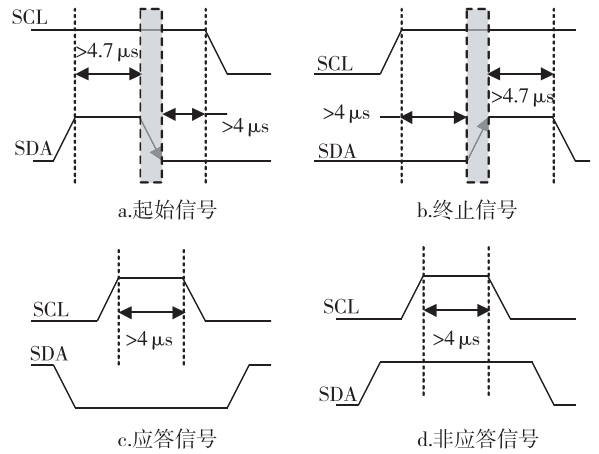 SCL
>4.7 μs
>4 μs
SDA
a.起始信号
SCL
>4.7 μs
>4 μs
SDA
b.终止信号
SCL
>4 μs
SDA
c.应答信号
SCL
>4 μs
SDA
d.非应答信号